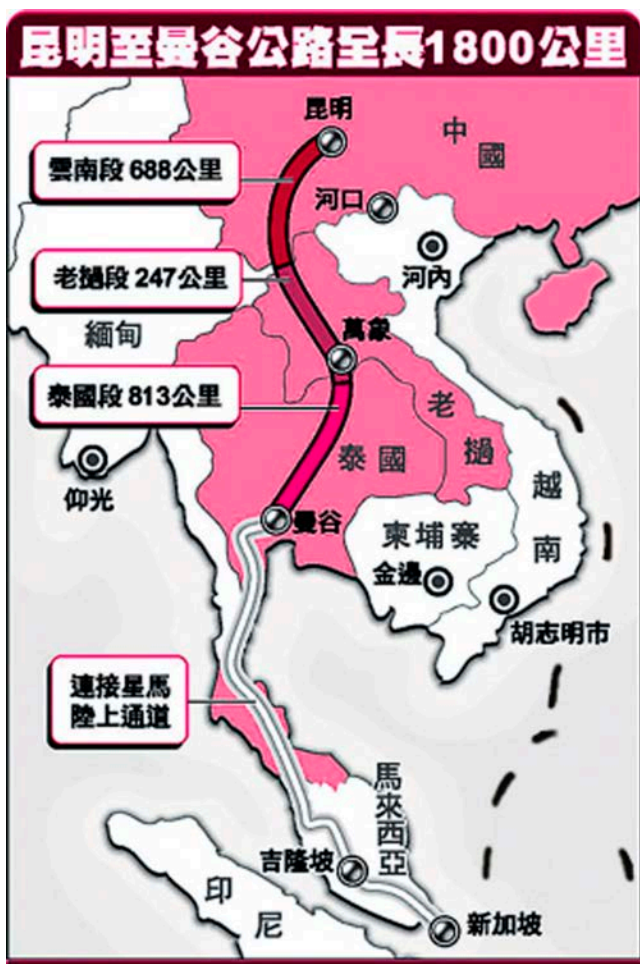 昆明至曼谷公路全長1800公里
昆明
中
國
雲南段 688公里
河口
河內
老撾段 247公里
緬甸
萬象
泰國段 813公里
老
撾
泰國
仰光
越
南
曼谷
柬埔寨
金邊
胡志明市
連接星馬
陸上通道
馬
來
西
亞
吉隆坡
印
尼
新加坡